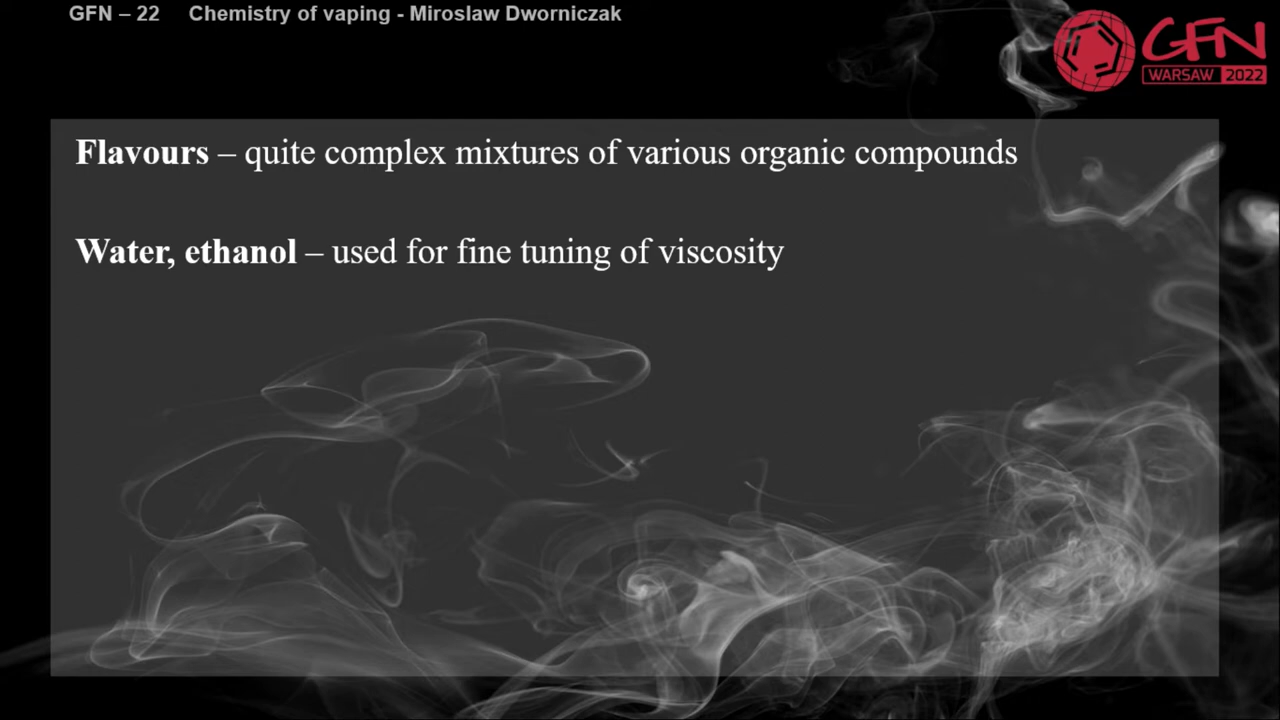 GFN – 22 Chemistry of vaping - Miroslaw Dworniczak
GFN
WARSAW 2022
Flavours – quite complex mixtures of various organic compounds
Water, ethanol – used for fine tuning of viscosity